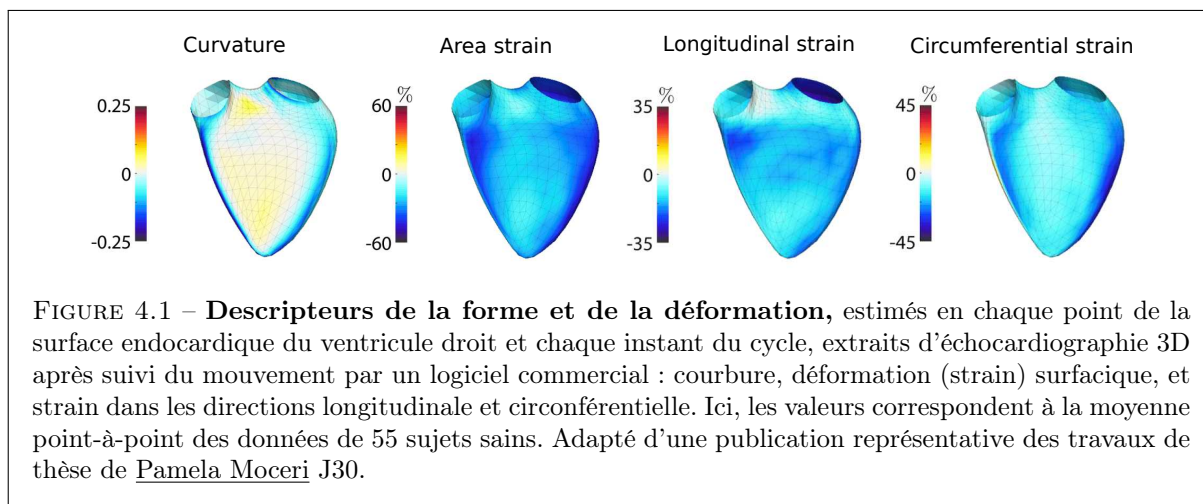 Curvature Area strain Longitudinal strain Circumferential strain
0.25 % 60 % 35 % 45
0 0 0 0
-0.25 -60 -35 -45
FIGURE 4.1 – Descripteurs de la forme et de la déformation, estimés en chaque point de la
surface endocardique du ventricule droit et chaque instant du cycle, extraits d'échocardiographie 3D
après suivi du mouvement par un logiciel commercial : courbure, déformation (strain) surfacique, et
strain dans les directions longitudinale et circonférentielle. Ici, les valeurs correspondent à la moyenne
point-à-point des données de 55 sujets sains. Adapté d'une publication représentative des travaux de
thèse de Pamela Moceri J30.